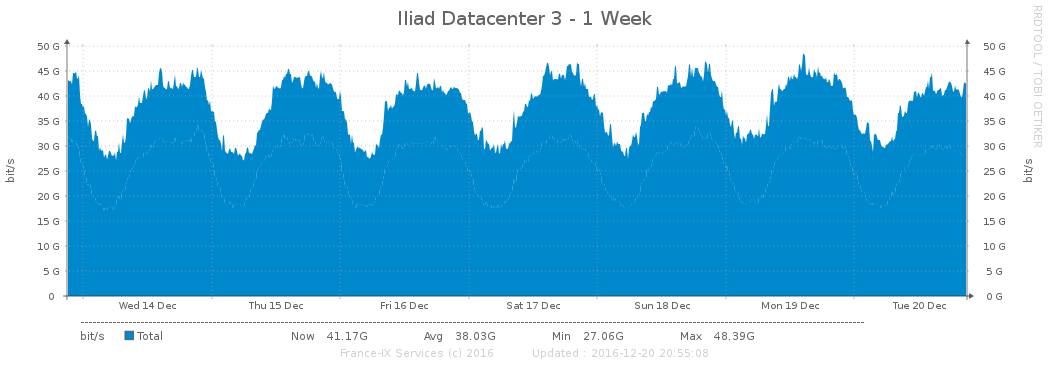 Iliad Datacenter 3 - 1 Week
RRDTOOL / TOBI OETIKER
50 G 50 G
45 G 45 G
40 G 40 G
35 G 35 G
30 G 30 G
25 G 25 G
20 G 20 G
15 G 15 G
10 G 10 G
5 G 5 G
0 0 G
bit/s
bit/s
Wed 14 Dec Thu 15 Dec Fri 16 Dec Sat 17 Dec Sun 18 Dec Mon 19 Dec Tue 20 Dec
bit/s Total Now 41.17G Avg 38.03G Min 27.06G Max 48.39G
France-IX Services (c) 2016 Updated : 2016-12-20 20:55:08